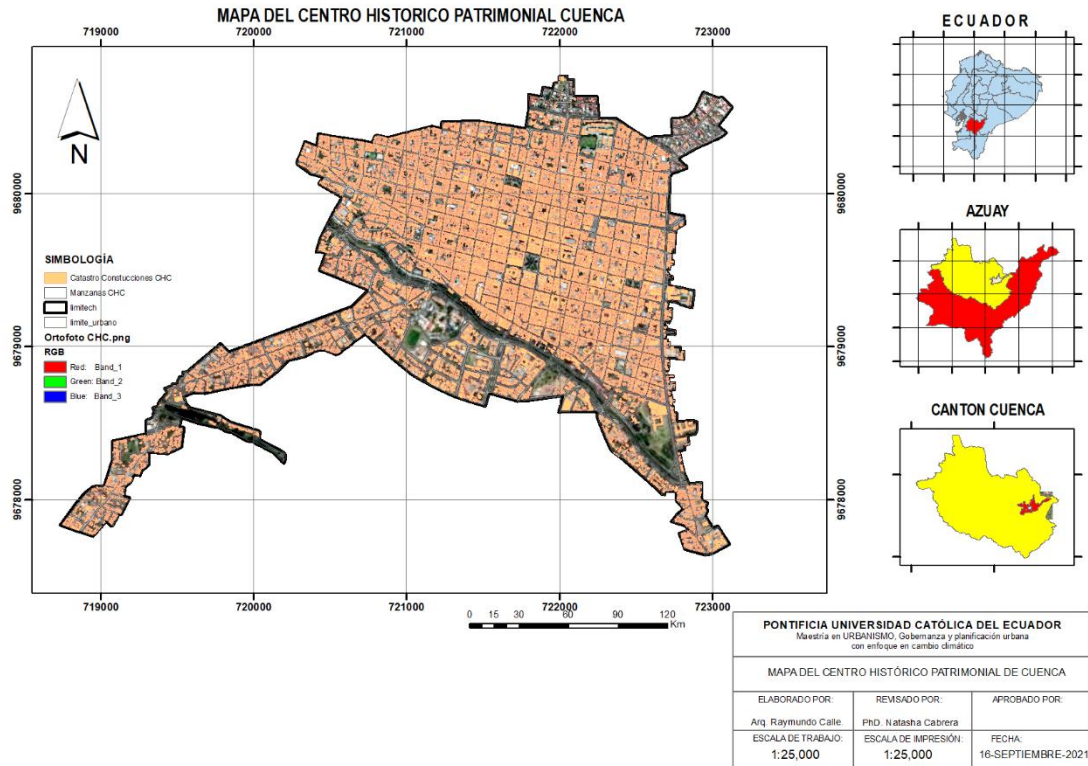 MAPA DEL CENTRO HISTORICO PATRIMONIAL CUENCA
719000 720000 721000 722000 723000
N
9680000 9680000
9679000 9679000
9678000 9678000
SIMBOLOGÍA
Catastro Constucciones CHC
Manzanas CHC
limitech
limite_urbano
Ortofoto CHC.png
RGB
Red: Band_1
Green: Band_2
Blue: Band_3
719000 720000 721000 722000 723000
0 15 30 60 90 120
Km
ECUADOR
AZUAY
CANTON CUENCA
PONTIFICIA UNIVERSIDAD CATÓLICA DEL ECUADOR
Maestría en URBANISMO, Gobernanza y planificación urbana
con enfoque en cambio climático
MAPA DEL CENTRO HISTÓRICO PATRIMONIAL DE CUENCA
ELABORADO POR: REVISADO POR: APROBADO POR:
Arq. Raymundo Calle. PhD. Natasha Cabrera
ESCALA DE TRABAJO: ESCALA DE IMPRESIÓN: FECHA:
1:25,000 1:25,000 16-SEPTIEMBRE-2021